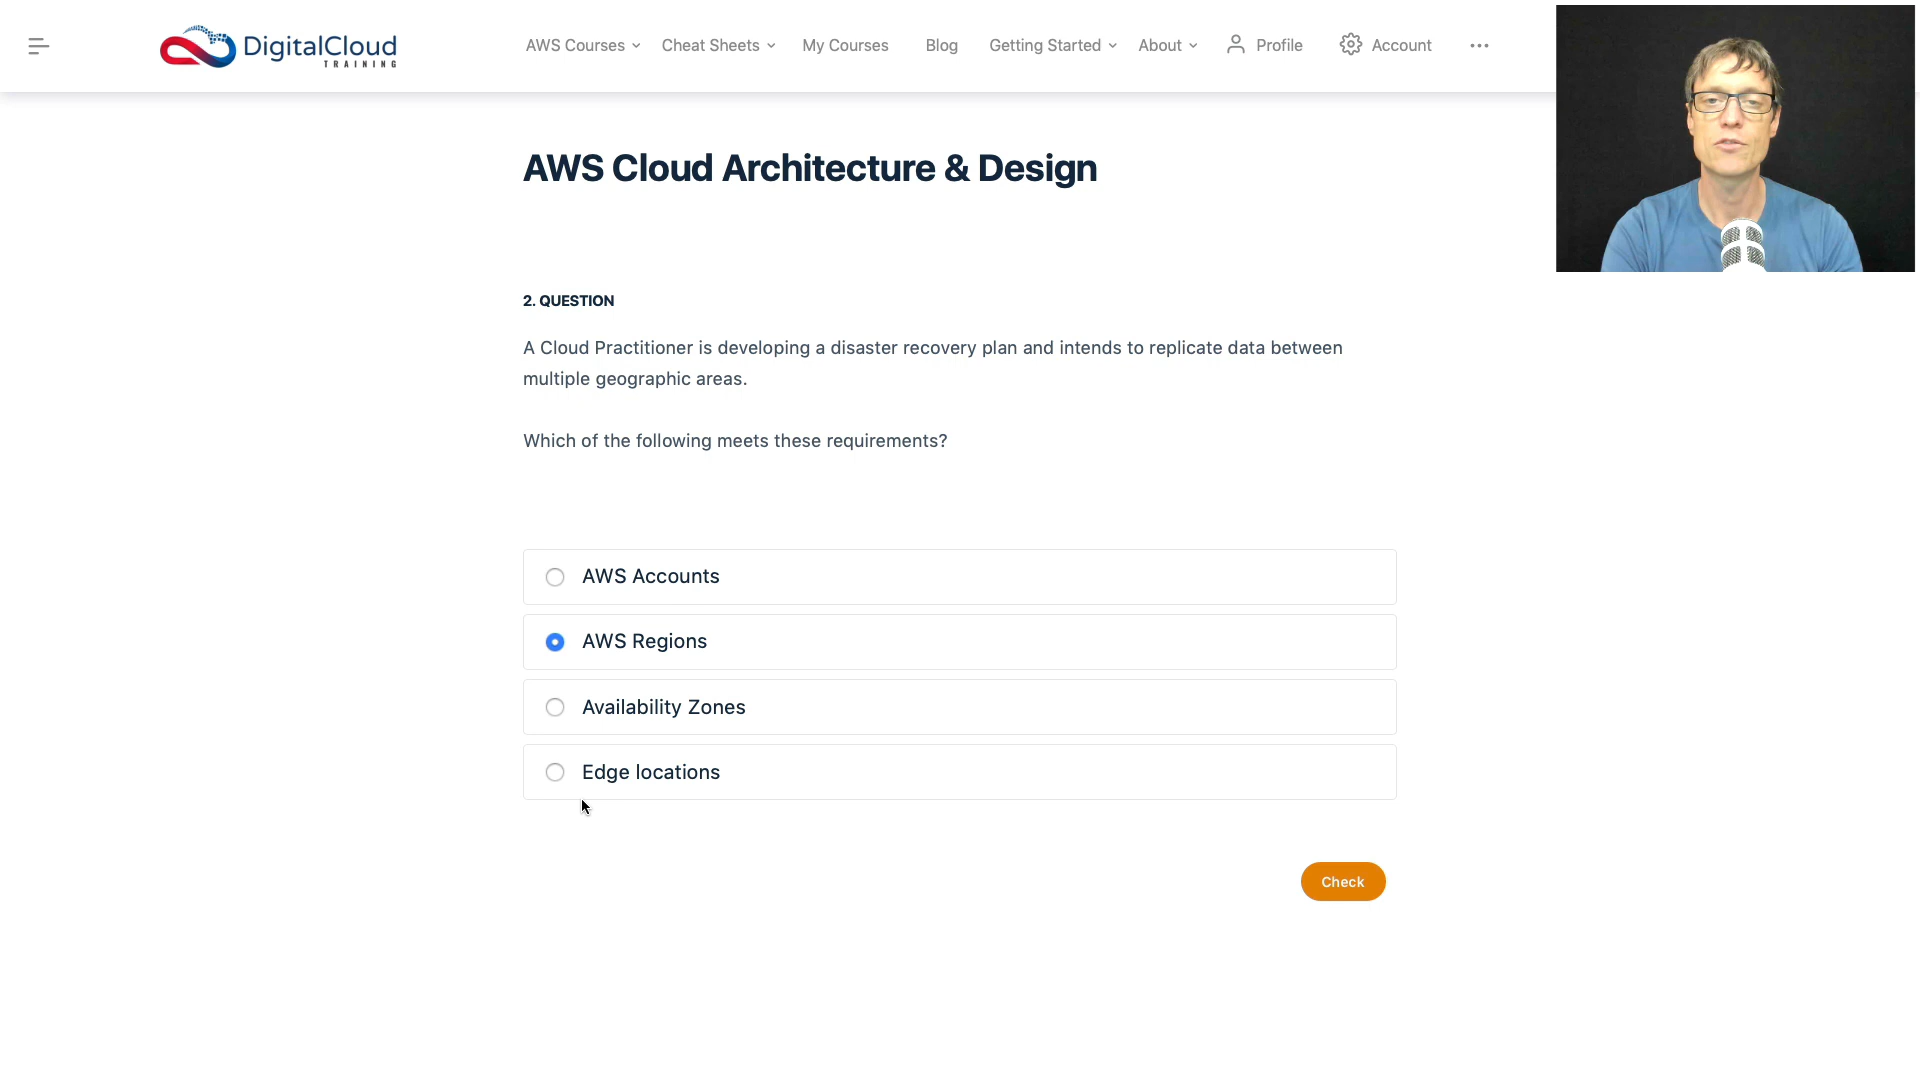 DigitalCloud
TRAINING
AWS Courses
Cheat Sheets
My Courses
Blog
Getting Started
About
Profile
Account
AWS Cloud Architecture & Design
2. QUESTION
A Cloud Practitioner is developing a disaster recovery plan and intends to replicate data between
multiple geographic areas.
Which of the following meets these requirements?
AWS Accounts
AWS Regions
Availability Zones
Edge locations
Check